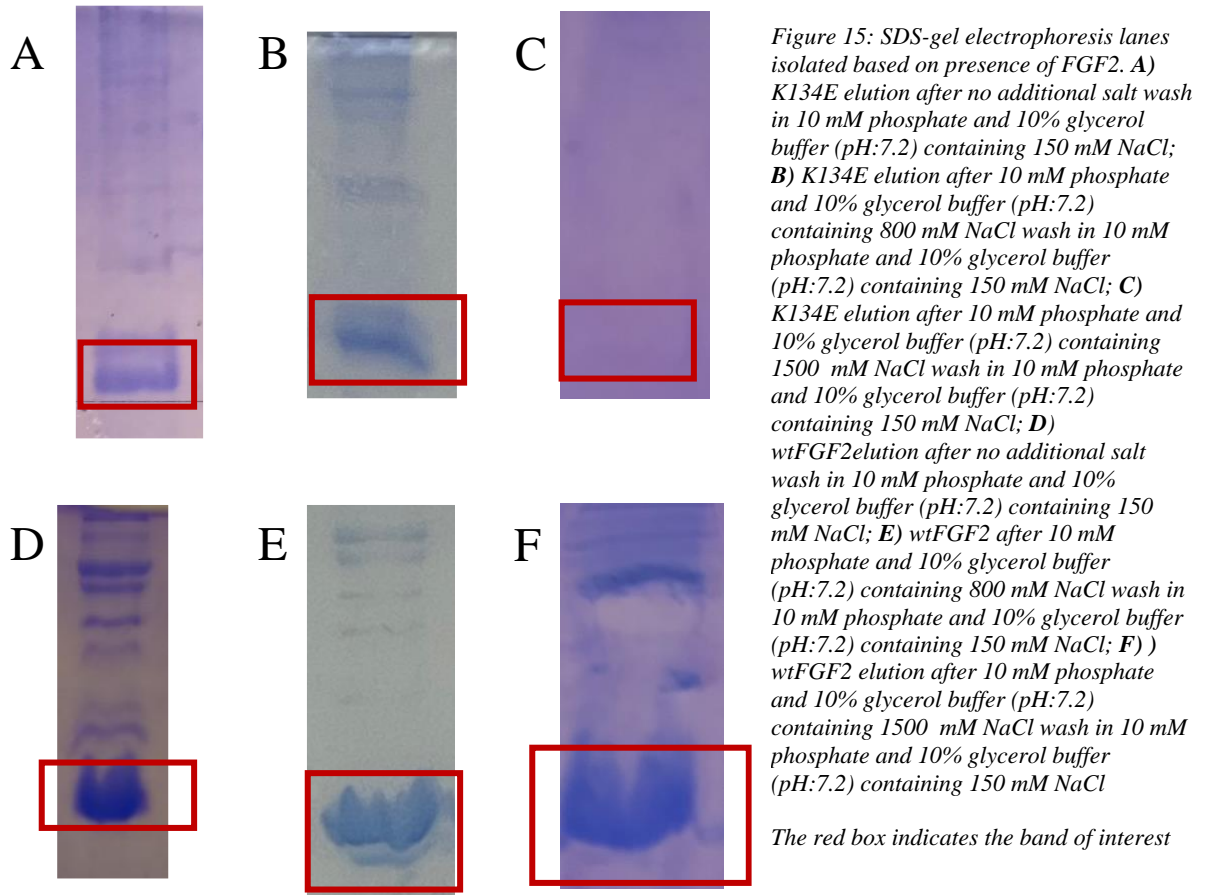 A
B
C
Figure 15: SDS-gel electrophoresis lanes
isolated based on presence of FGF2. A)
K134E elution after no additional salt wash
in 10 mM phosphate and 10% glycerol
buffer (pH:7.2) containing 150 mM NaCl;
B) K134E elution after 10 mM phosphate
and 10% glycerol buffer (pH:7.2)
containing 800 mM NaCl wash in 10 mM
phosphate and 10% glycerol buffer
(pH:7.2) containing 150 mM NaCl; C)
K134E elution after 10 mM phosphate and
10% glycerol buffer (pH:7.2) containing
1500  mM NaCl wash in 10 mM phosphate
and 10% glycerol buffer (pH:7.2)
containing 150 mM NaCl; D)
wtFGF2elution after no additional salt
wash in 10 mM phosphate and 10%
glycerol buffer (pH:7.2) containing 150
mM NaCl; E) wtFGF2 after 10 mM
phosphate and 10% glycerol buffer
(pH:7.2) containing 800 mM NaCl wash in
10 mM phosphate and 10% glycerol buffer
(pH:7.2) containing 150 mM NaCl; F) )
wtFGF2 elution after 10 mM phosphate
and 10% glycerol buffer (pH:7.2)
containing 1500  mM NaCl wash in 10 mM
phosphate and 10% glycerol buffer
(pH:7.2) containing 150 mM NaCl
The red box indicates the band of interest
D
E
F